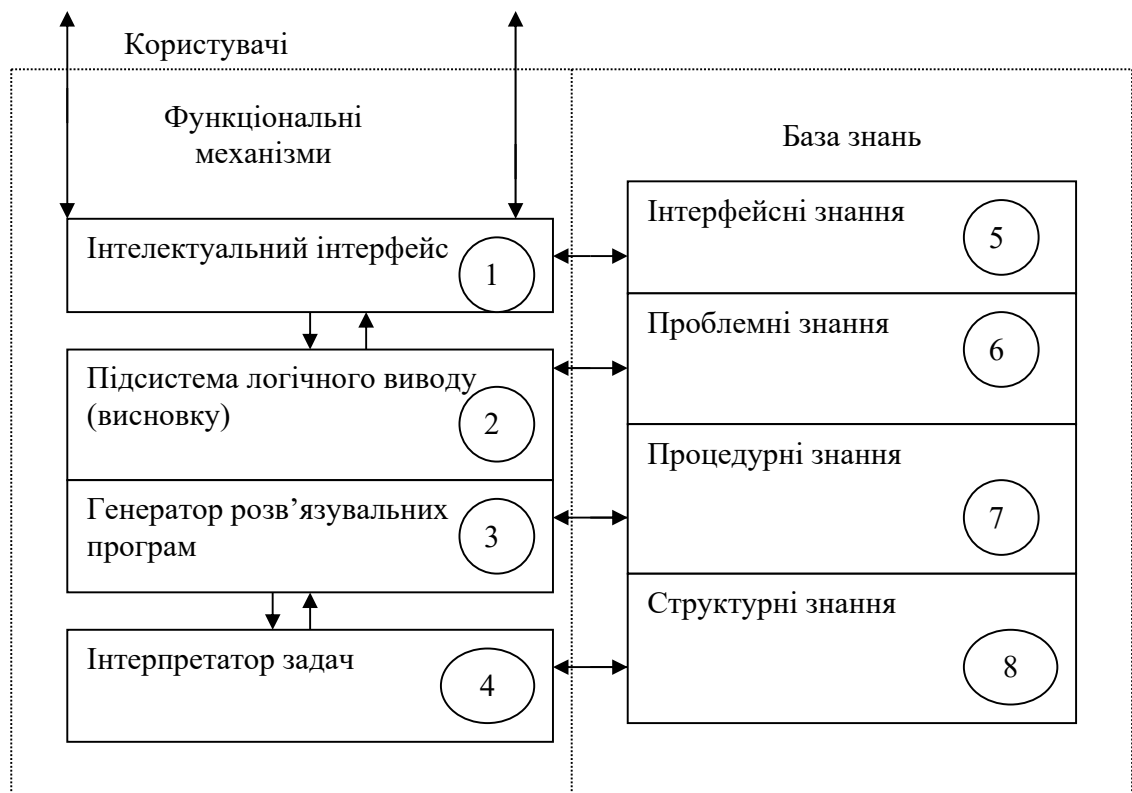 Користувачі
Функціональні
механізми
База знань
Інтелектуальний інтерфейс
1
Підсистема логічного виводу
(висновку)
2
Генератор розв’язувальних
програм
3
Інтерпретатор задач
4
Інтерфейсні знання
5
Проблемні знання
6
Процедурні знання
7
Структурні знання
8